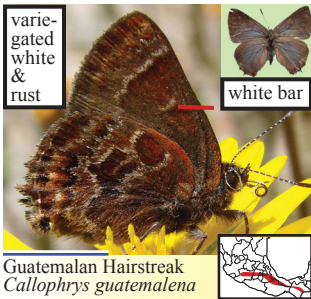 varie-
gated
white
&
rust
white bar
Guatemalan Hairstreak
Callophrys guatemalena